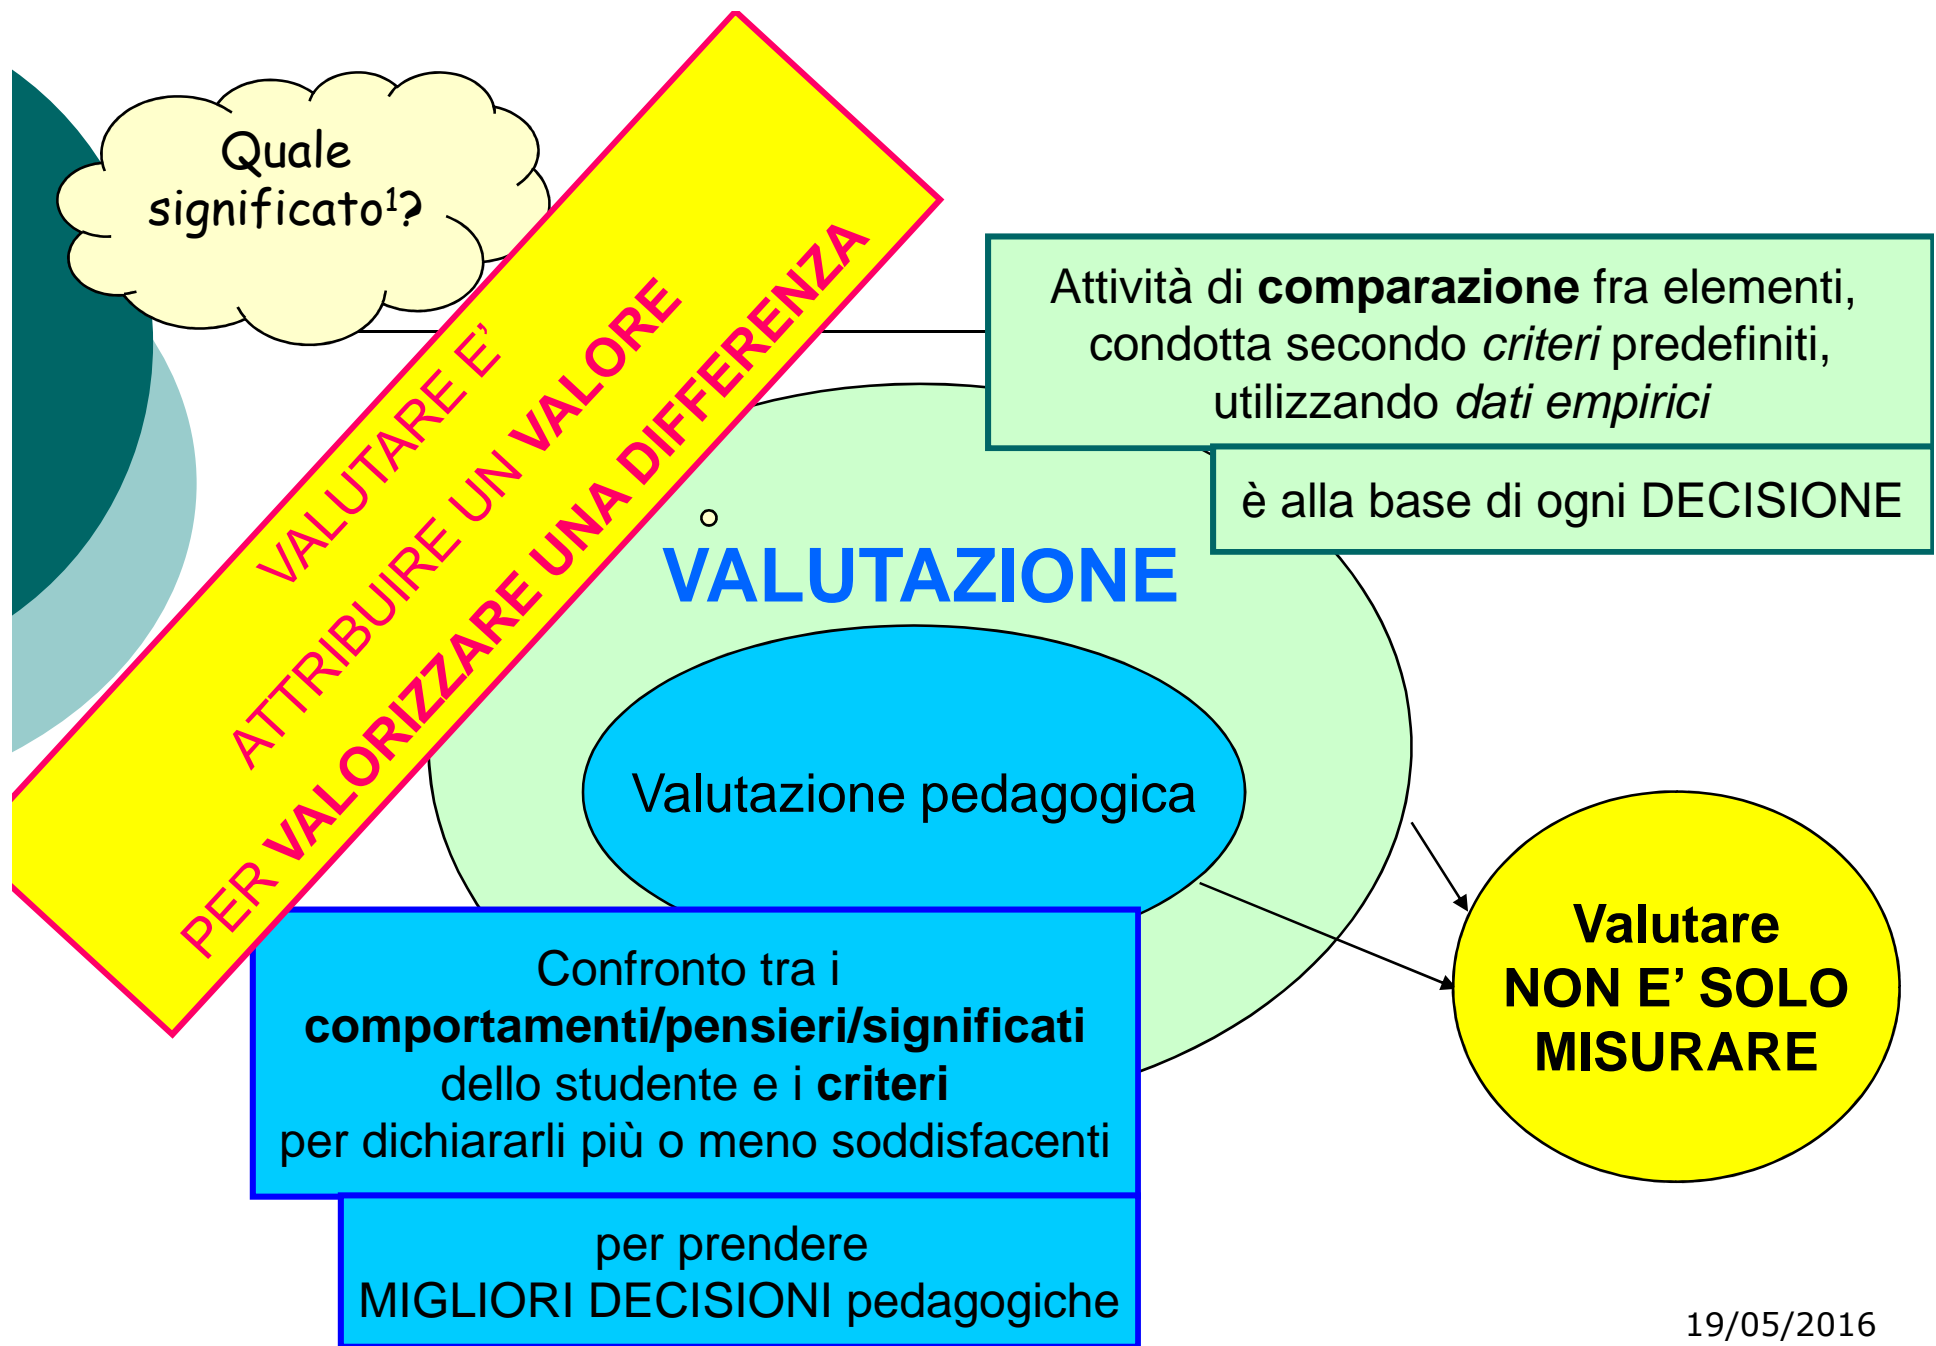 Quale
significato¹?
VALUTARE E’
ATTRIBUIRE UN VALORE
PER VALORIZZARE UNA DIFFERENZA
Attività di comparazione fra elementi,
condotta secondo criteri predefiniti,
utilizzando dati empirici
è alla base di ogni DECISIONE
VALUTAZIONE
Valutazione pedagogica
Valutare
NON E’ SOLO
MISURARE
Confronto tra i
comportamenti/pensieri/significati
dello studente e i criteri
per dichiararli più o meno soddisfacenti
per prendere
MIGLIORI DECISIONI pedagogiche
19/05/2016